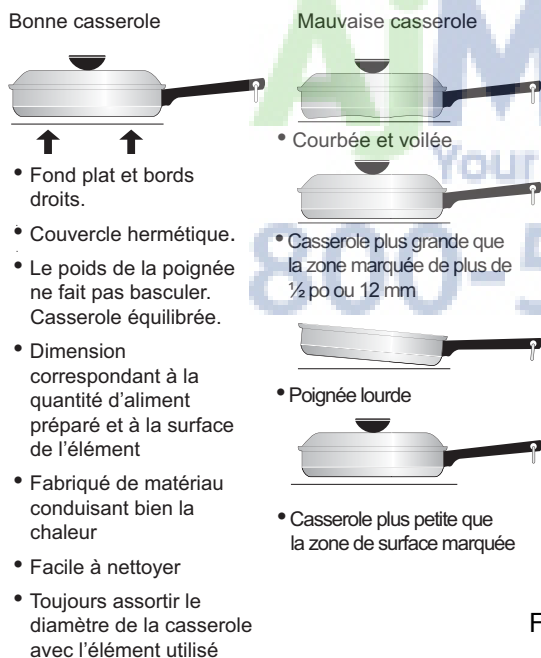 Bonne casserole
• Fond plat et bords
droits.
• Couvercle hermétique.
• Le poids de la poignée
ne fait pas basculer.
Casserole équilibrée.
• Dimension
correspondant à la
quantité d’aliment
préparé et à la surface
de l’élément
• Fabriqué de matériau
conduisant bien la
chaleur
• Facile à nettoyer
• Toujours assortir le
diamètre de la casserole
avec l’élément utilisé
Mauvaise casserole
• Courbée et voilée
• Casserole plus grande que
la zone marquée de plus de
½ po ou 12 mm
• Poignée lourde
• Casserole plus petite que
la zone de surface marquée
F
Your
800-5